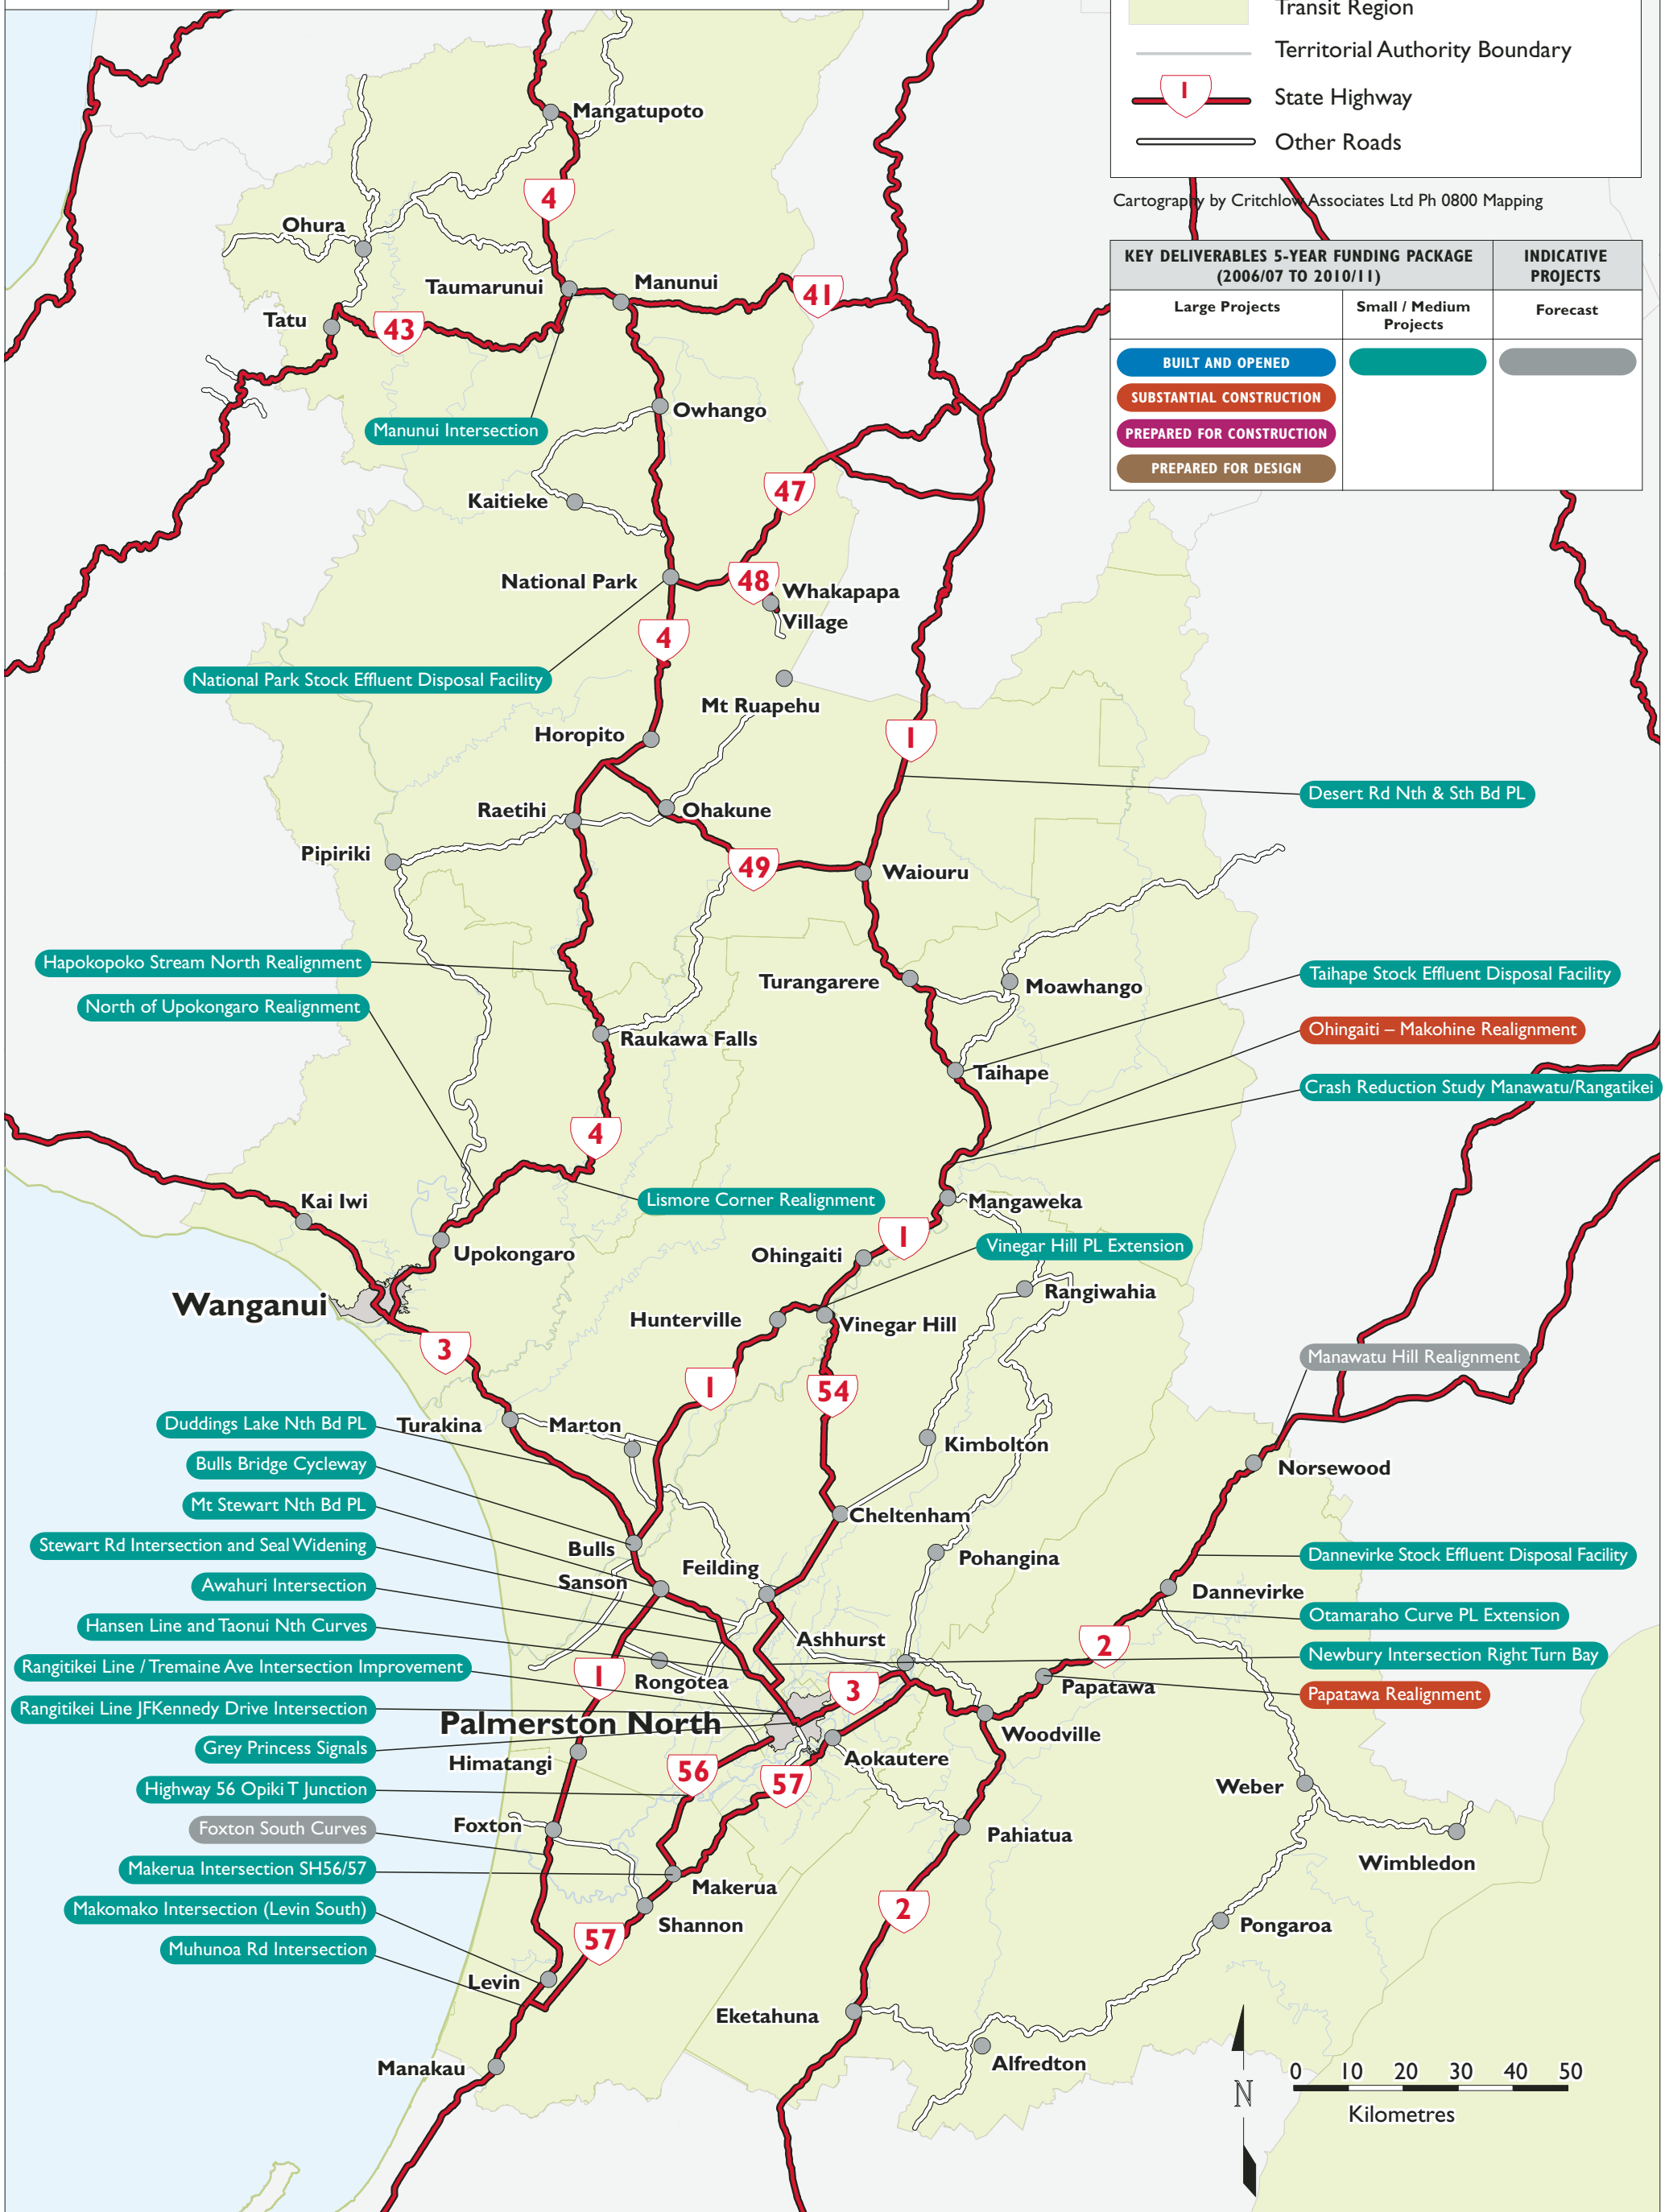 Transit Region
Territorial Authority Boundary
1
State Highway
Other Roads
Cartography by Critchlow Associates Ltd Ph 0800 Mapping
KEY DELIVERABLES 5-YEAR FUNDING PACKAGE
(2006/07 TO 2010/11)
INDICATIVE
PROJECTS
Large Projects
Small / Medium
Projects
Forecast
BUILT AND OPENED
SUBSTANTIAL CONSTRUCTION
PREPARED FOR CONSTRUCTION
PREPARED FOR DESIGN
Mangatupoto
4
Ohura
Taumarunui
Manunui
41
Tatu
43
Owhango
Manunui Intersection
47
Kaitieke
National Park
48
Whakapapa
Village
4
National Park Stock Effluent Disposal Facility
Mt Ruapehu
Horopito
1
Desert Rd Nth & Sth Bd PL
Raetihi
Ohakune
Pipiriki
49
Waiouru
Hapokopoko Stream North Realignment
Taihape Stock Effluent Disposal Facility
Turangarere
Moawhango
North of Upokongaro Realignment
Ohingaiti – Makohine Realignment
Raukawa Falls
Taihape
Crash Reduction Study Manawatu/Rangatikei
4
Kai Iwi
Lismore Corner Realignment
Mangaweka
1
Upokongaro
Ohingaiti
Vinegar Hill PL Extension
Rangiwahia
Wanganui
Hunterville
Vinegar Hill
3
Manawatu Hill Realignment
1
54
Duddings Lake Nth Bd PL
Turakina
Marton
Kimbolton
Bulls Bridge Cycleway
Norsewood
Mt Stewart Nth Bd PL
Cheltenham
Stewart Rd Intersection and Seal Widening
Bulls
Pohangina
Dannevirke Stock Effluent Disposal Facility
Feilding
Sanson
Awahuri Intersection
Dannevirke
Otamaraho Curve PL Extension
Hansen Line and Taonui Nth Curves
Ashhurst
2
Newbury Intersection Right Turn Bay
Rangitikei Line / Tremaine Ave Intersection Improvement
1
Rongotea
3
Papatawa
Papatawa Realignment
Rangitikei Line JFKennedy Drive Intersection
Palmerston North
Woodville
Grey Princess Signals
Himatangi
Aokautere
56
57
Highway 56 Opiki T Junction
Weber
Foxton South Curves
Foxton
Pahiatua
Wimbledon
Makerua Intersection SH56/57
Makerua
Makomako Intersection (Levin South)
2
Shannon
Pongaroa
57
Muhunoa Rd Intersection
Levin
Eketahuna
Manakau
Alfredton
0 10 20 30 40 50
N
Kilometres